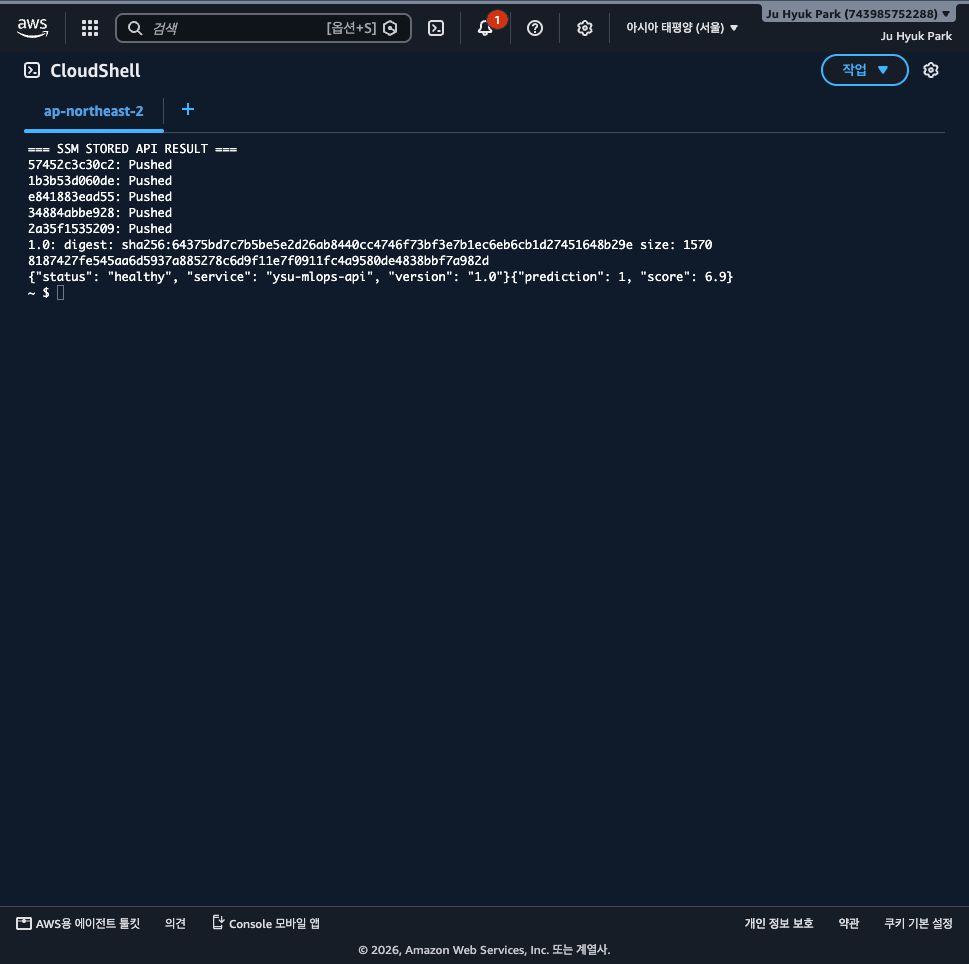 aws
검색
[옵션+S]
1
아시아 태평양 (서울) ▼
Ju Hyuk Park (743985752288) ▼
Ju Hyuk Park
CloudShell
작업 ▼
ap-northeast-2
+
=== SSM STORED API RESULT ===
57452c3c30c2: Pushed
1b3b53d060de: Pushed
e841883ead55: Pushed
34884abbe928: Pushed
2a35f1535209: Pushed
1.0: digest: sha256:64375bd7c7b5be5e2d26ab8440cc4746f73bf3e7b1ec6eb6cb1d27451648b29e size: 1570
8187427fe545aa6d5937a885278c6d9f11e7f0911fc4a9580de4838bbf7a982d
{"status": "healthy", "service": "ysu-mlops-api", "version": "1.0"}{"prediction": 1, "score": 6.9}
~ $
AWS용 에이전트 툴킷
의견
Console 모바일 앱
개인 정보 보호
약관
쿠키 기본 설정
© 2026, Amazon Web Services, Inc. 또는 계열사.